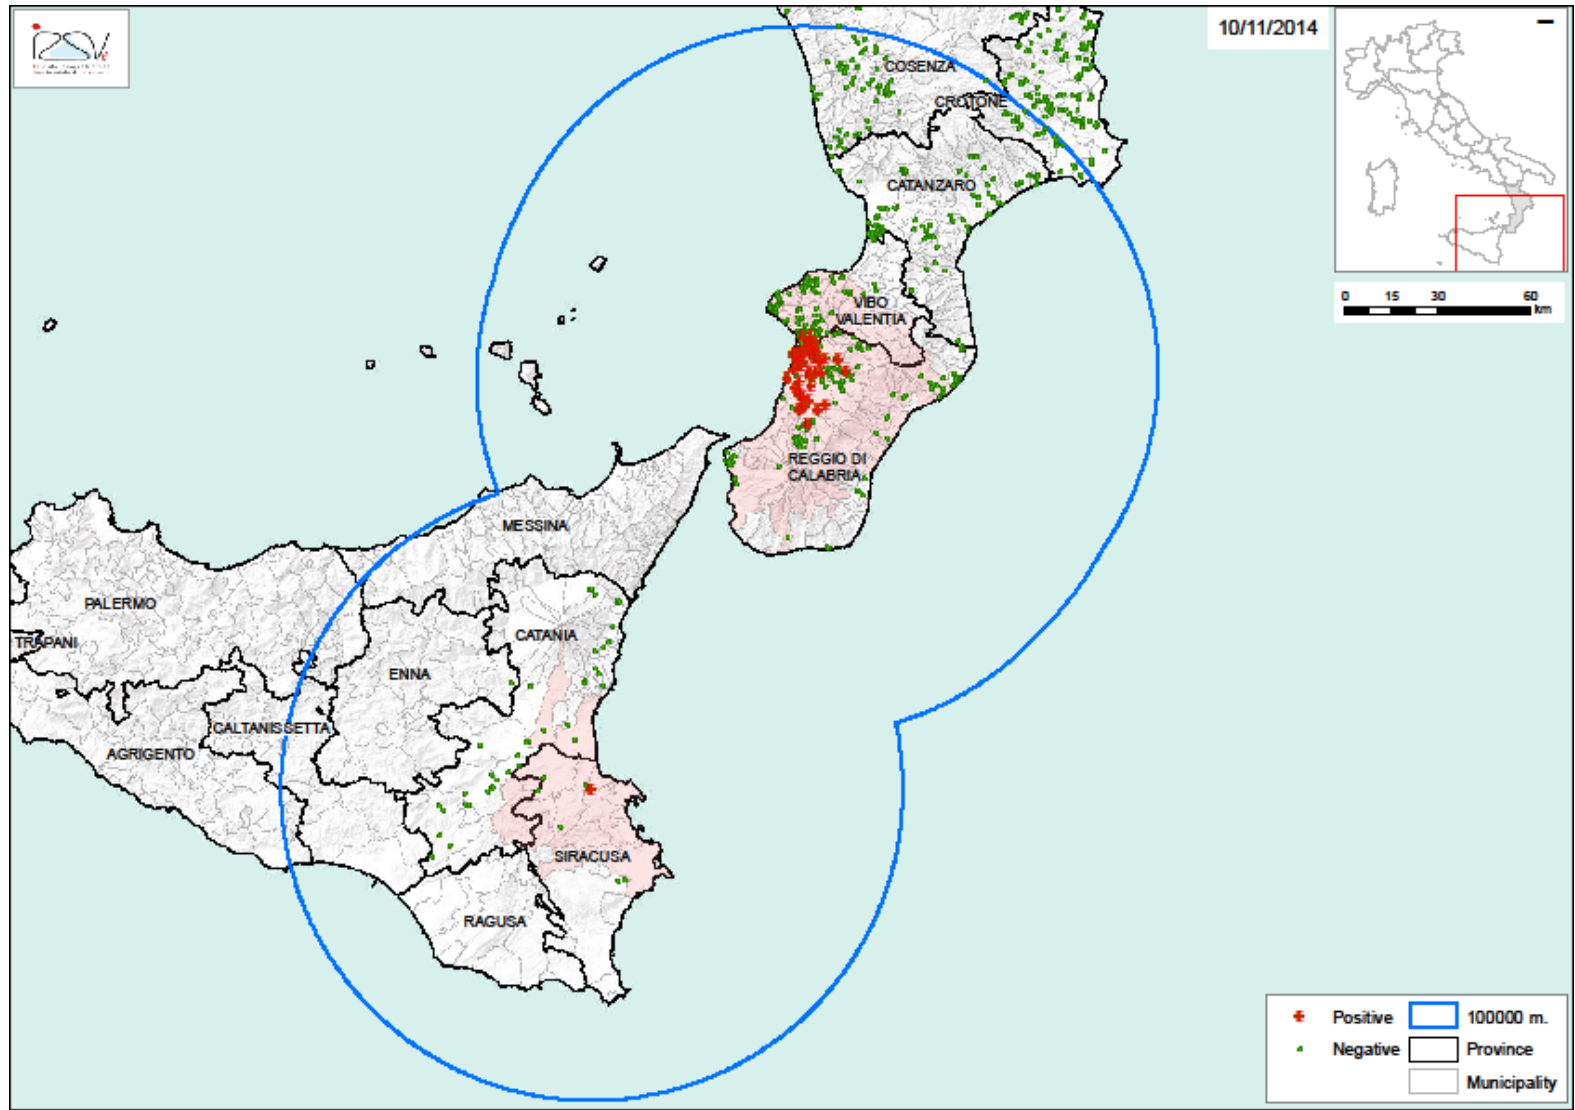 10/11/2014
COSENZA
CROTONE
CATANZARO
0 15 30 60
km
VIBO
VALENTIA
REGGIO DI
CALABRIA
MESSINA
PALERMO
CATANIA
TRAPANI
ENNA
CALTANISSETTA
AGRIGENTO
SIRACUSA
RAGUSA
Positive 100000 m.
Negative Province
Municipality